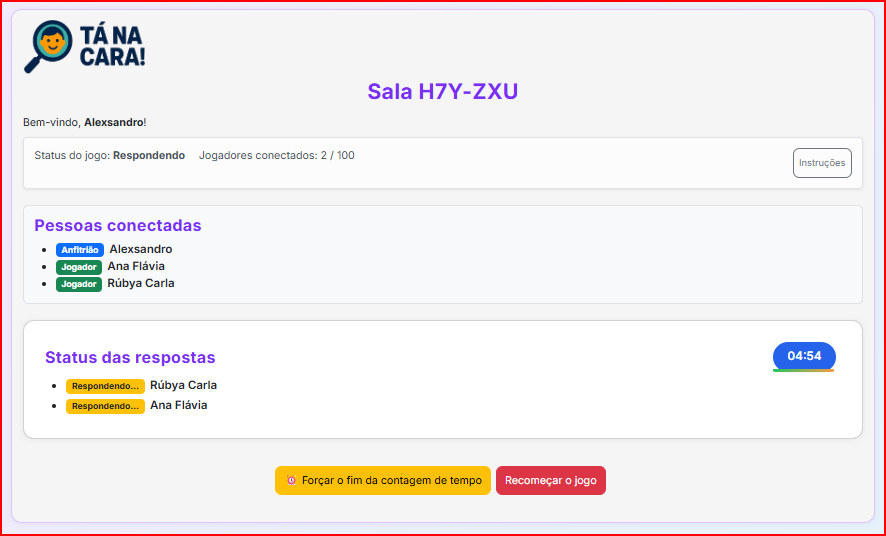 TÁ NA
CARA!
Sala H7Y-ZXU
Bem-vindo, Alexsandro!
Status do jogo: Respondendo Jogadores conectados: 2 / 100
Instruções
Pessoas conectadas
Anfitrião Alexsandro
Jogador Ana Flávia
Jogador Rúbya Carla
Status das respostas
04:54
Respondendo... Rúbya Carla
Respondendo... Ana Flávia
⏰ Forçar o fim da contagem de tempo
Recomeçar o jogo